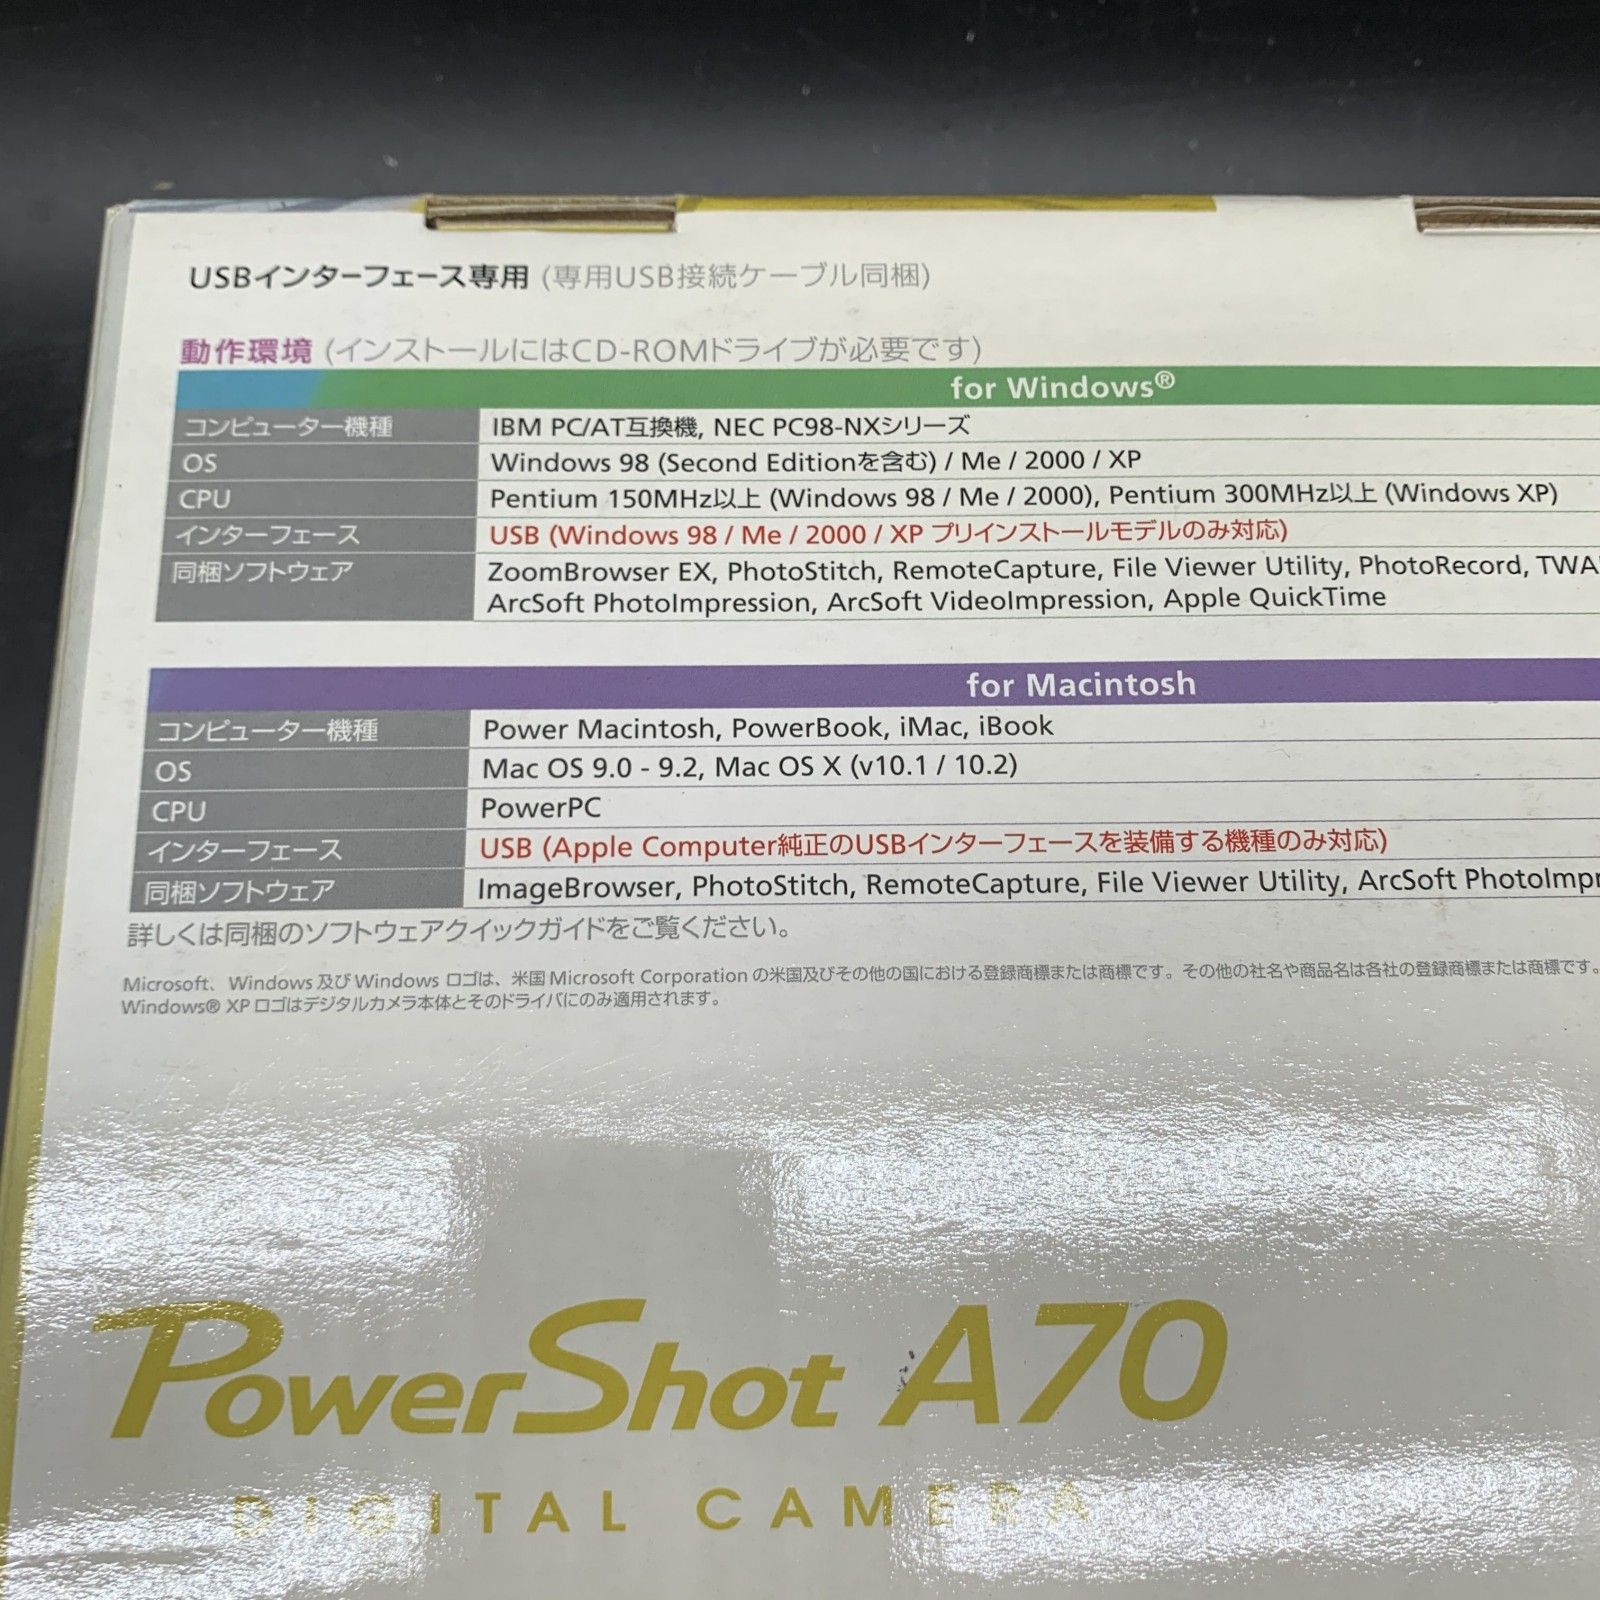 USBインターフェース専用 (専用USB接続ケーブル同梱)
動作環境 (インストールにはCD-ROMドライブが必要です)
for Windows®
コンピューター機種 IBM PC/AT互換機, NEC PC98-NXシリーズ
OS Windows 98 (Second Editionを含む) / Me / 2000 / XP
CPU Pentium 150MHz以上 (Windows 98 / Me / 2000), Pentium 300MHz以上 (Windows XP)
インターフェース USB (Windows 98 / Me / 2000 / XP プリインストールモデルのみ対応)
同梱ソフトウェア ZoomBrowser EX, PhotoStitch, RemoteCapture, File Viewer Utility, PhotoRecord,
ArcSoft PhotoImpression, ArcSoft VideoImpression, Apple QuickTime
for Macintosh
コンピューター機種 Power Macintosh, PowerBook, iMac, iBook
OS Mac OS 9.0 - 9.2, Mac OS X (v10.1 / 10.2)
CPU PowerPC
インターフェース USB (Apple Computer純正のUSBインターフェースを装備する機種のみ対応)
同梱ソフトウェア ImageBrowser, PhotoStitch, RemoteCapture, File Viewer Utility, ArcSoft
詳しくは同梱のソフトウェアクイックガイドをご覧ください。
Microsoft、Windows 及び Windows ロゴは、米国 Microsoft Corporation の米国及びその他の国における登録商標または商標です。その他の社名や商品名は各社の登録商標または商標です。
Windows® XP ロゴはデジタルカメラ本体とそのドライバにのみ適用されます。
PowerShot A70
DIGITAL CAMERA